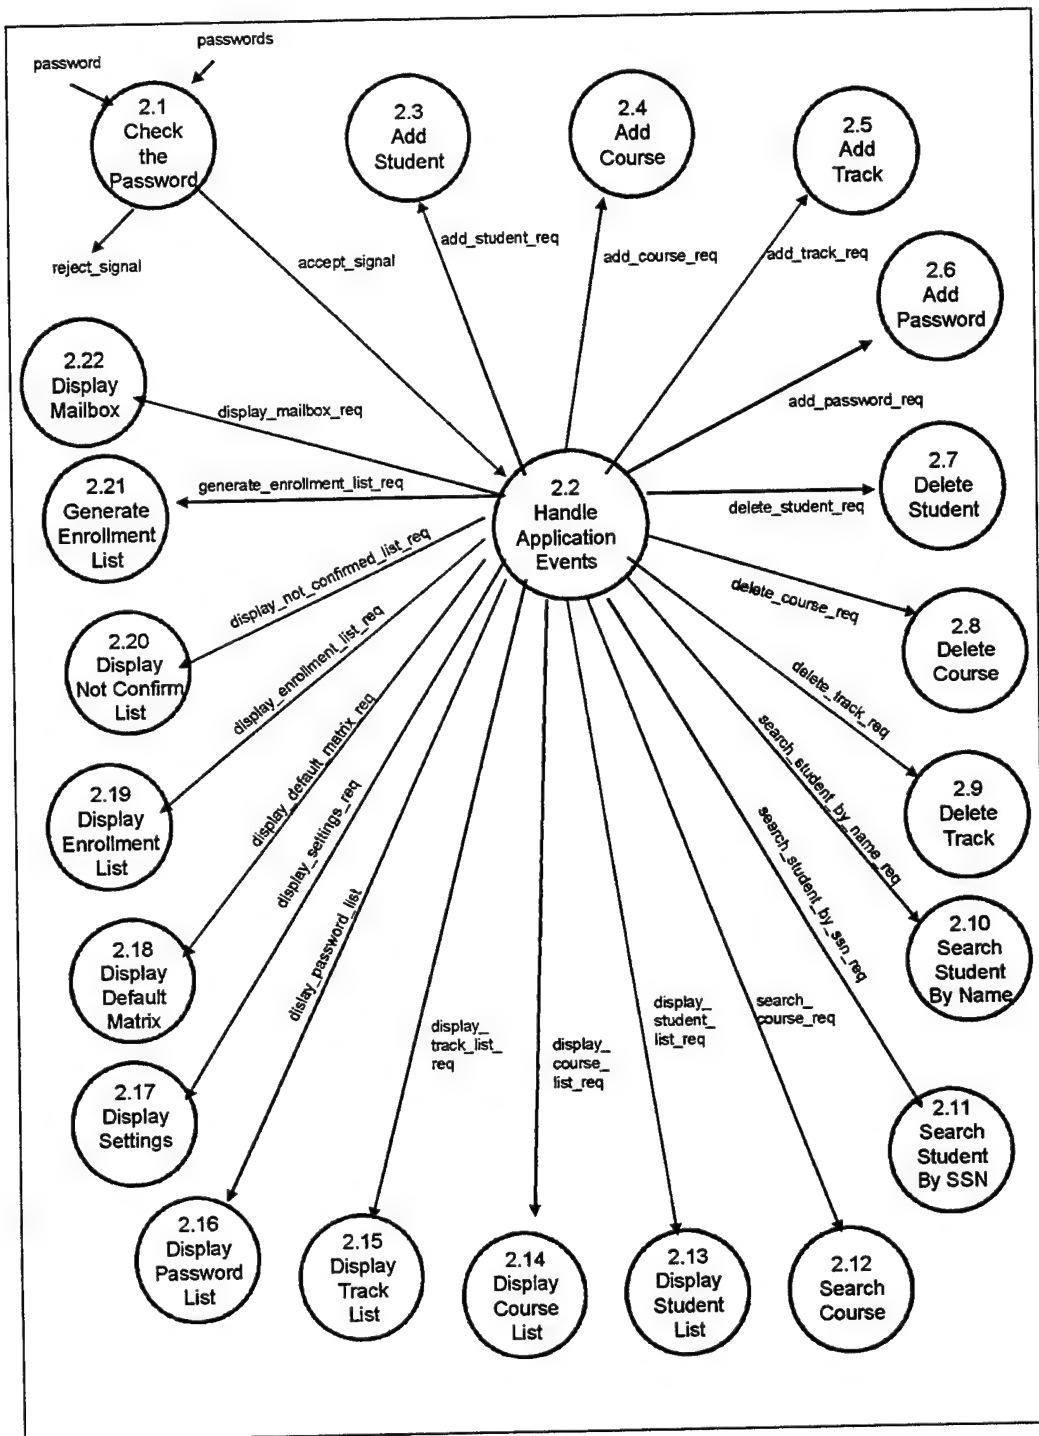 passwords
password
2.1
Check
the
Password
2.3
Add
Student
2.4
Add
Course
2.5
Add
Track
reject_signal
accept_signal
add_student_req
add_course_req
add_track_req
2.6
Add
Password
2.22
Display
Mailbox
display_mailbox_req
add_password_req
2.21
Generate
Enrollment
List
generate_enrollment_list_req
2.2
Handle
Application
Events
delete_student_req
2.7
Delete
Student
display_not_confirmed_list_req
delete_course_req
2.8
Delete
Course
2.20
Display
Not Confirm
List
display_enrollment_list_req
delete_track_req
2.9
Delete
Track
2.19
Display
Enrollment
List
display_default_matrix_req
search_student_by_name_req
2.10
Search
Student
By Name
2.18
Display
Default
Matrix
display_settings_req
search_student_by_ssn_req
2.11
Search
Student
By SSN
2.17
Display
Settings
dislay_password_list
display_
track_list_
req
display_
course_
list_req
display_
student_
list_req
search_
course_req
2.16
Display
Password
List
2.15
Display
Track
List
2.14
Display
Course
List
2.13
Display
Student
List
2.12
Search
Course